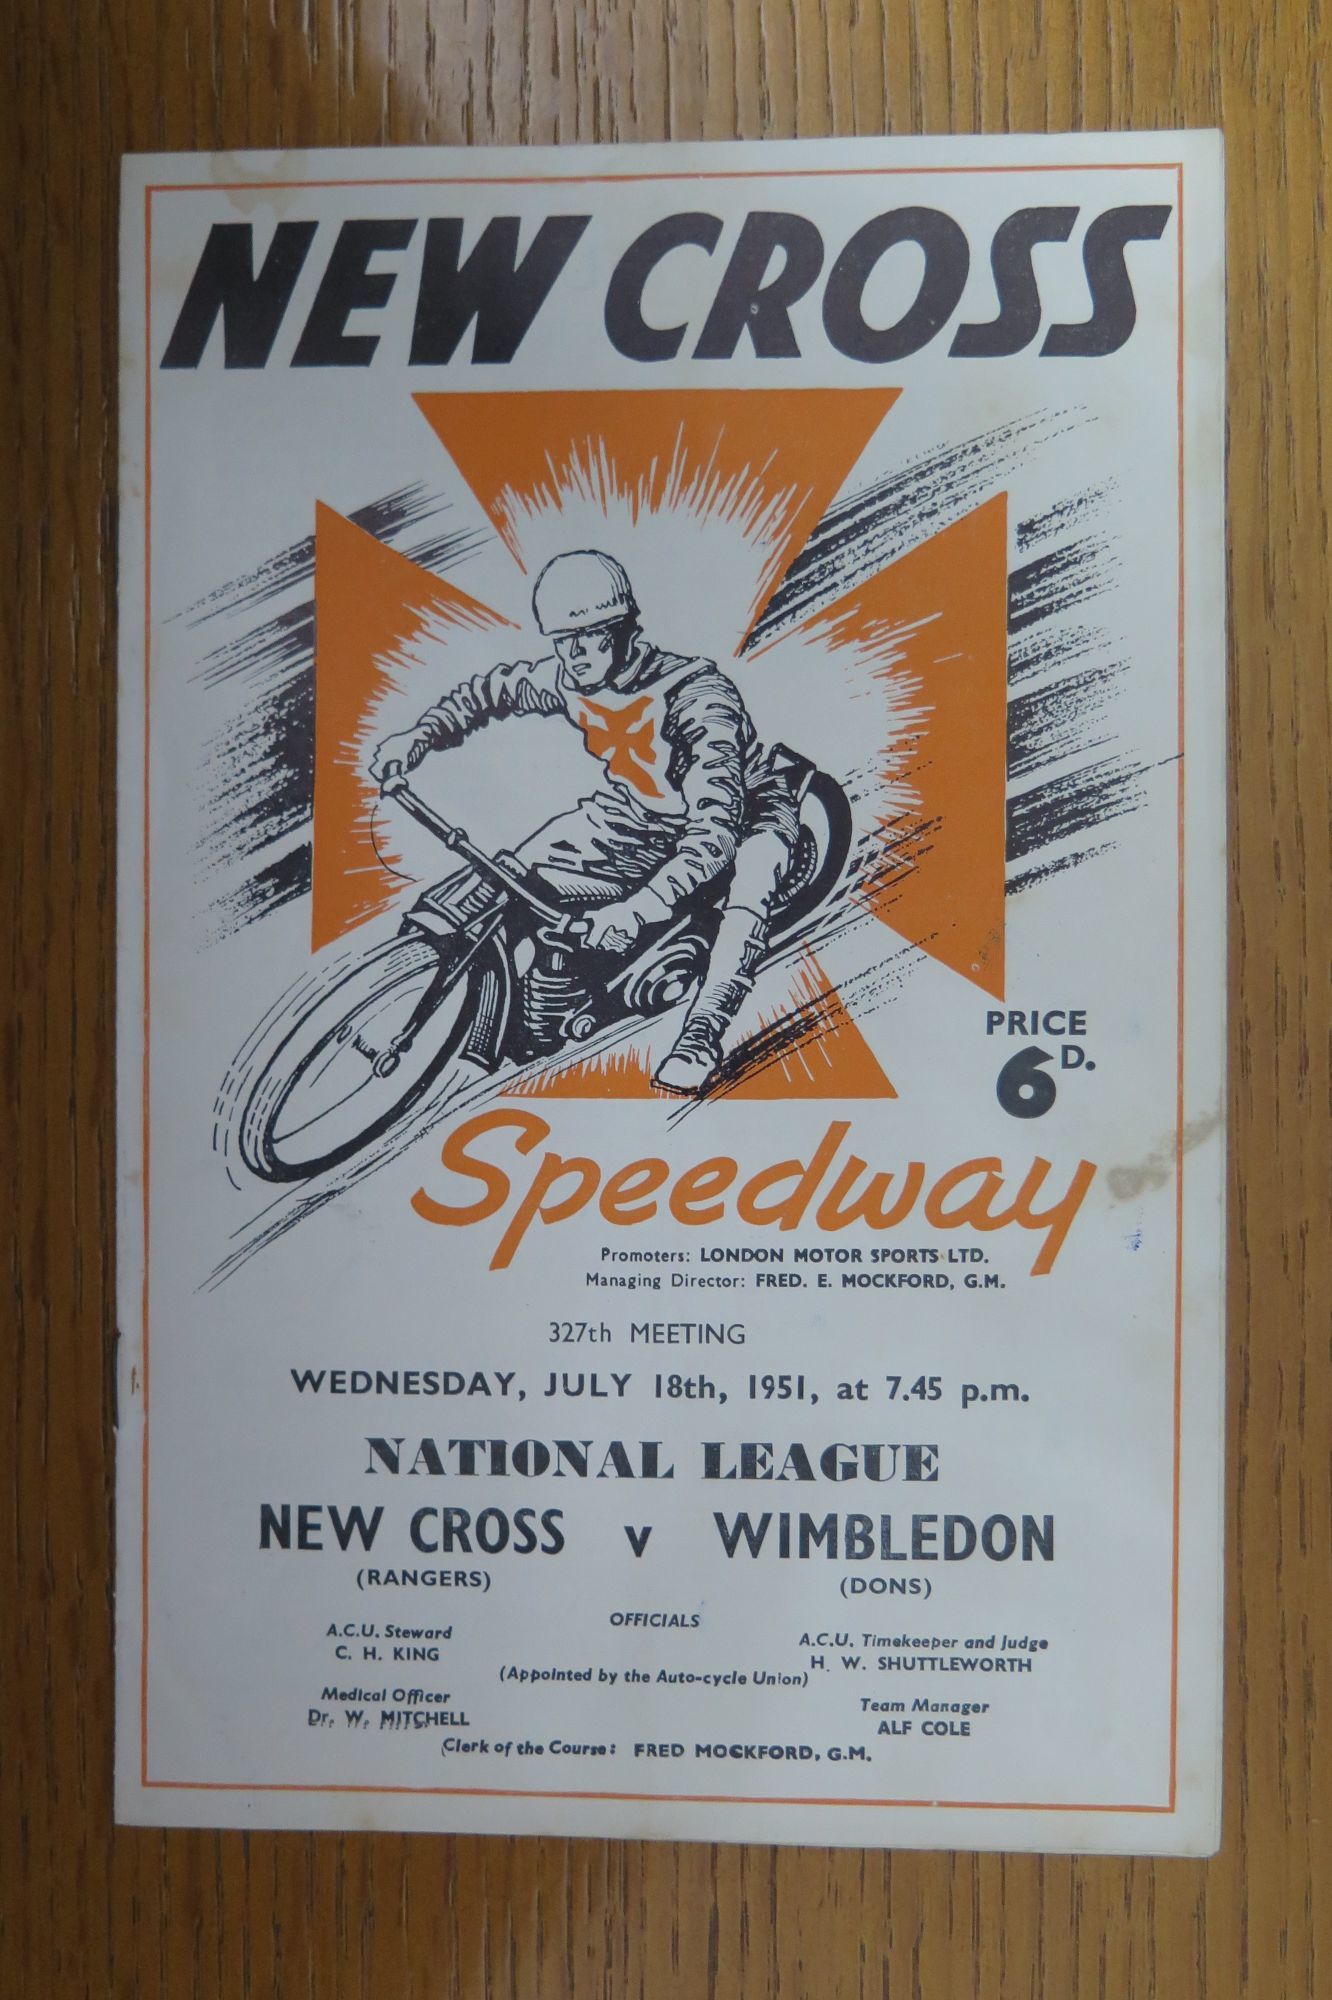 NEW CROSS
PRICE
6D.
Speedway
Promoters: LONDON MOTOR SPORTS LTD.
Managing Director: FRED. E. MOCKFORD, G.M.
327th MEETING
WEDNESDAY, JULY 18th, 1951, at 7.45 p.m.
NATIONAL LEAGUE
NEW CROSS v WIMBLEDON
(RANGERS) (DONS)
OFFICIALS
A.C.U. Steward
C. H. KING
A.C.U. Timekeeper and Judge
H. W. SHUTTLEWORTH
(Appointed by the Auto-cycle Union)
Medical Officer
Dr. W. MITCHELL
Team Manager
ALF COLE
Clerk of the Course: FRED MOCKFORD, G.M.